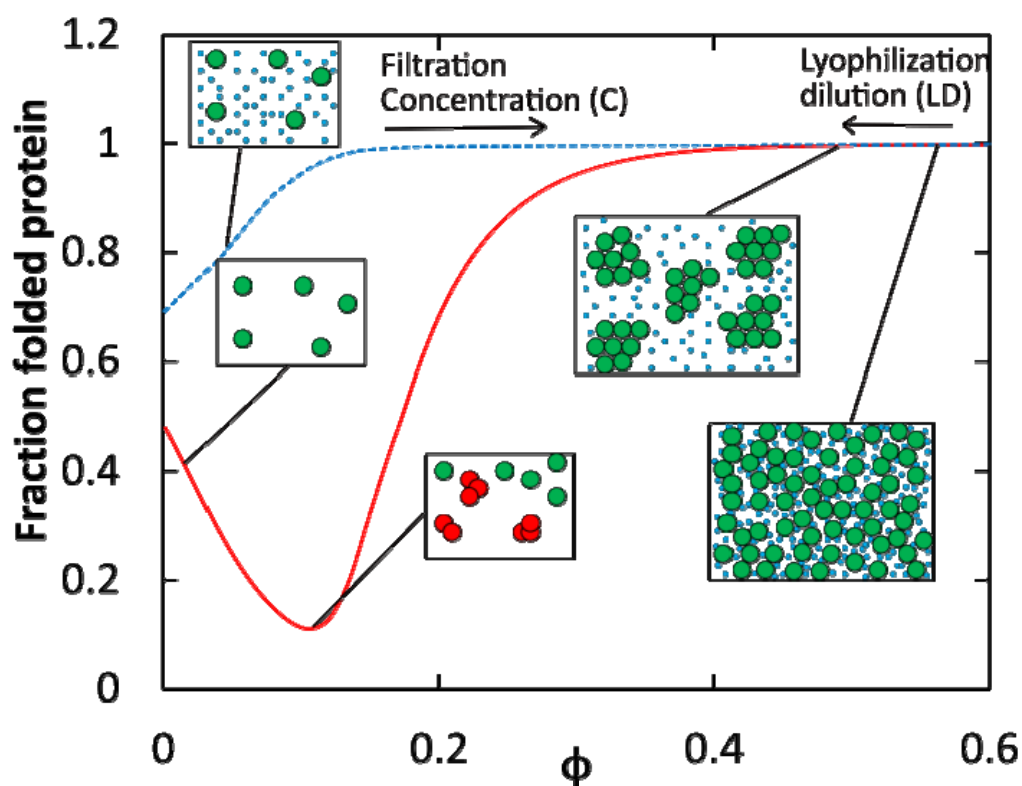 1.2
Filtration
Concentration (C)
Lyophilization
dilution (LD)
1
0.8
0.6
0.4
0.2
0
Fraction folded protein
0
0.2
0.4
0.6
ϕ